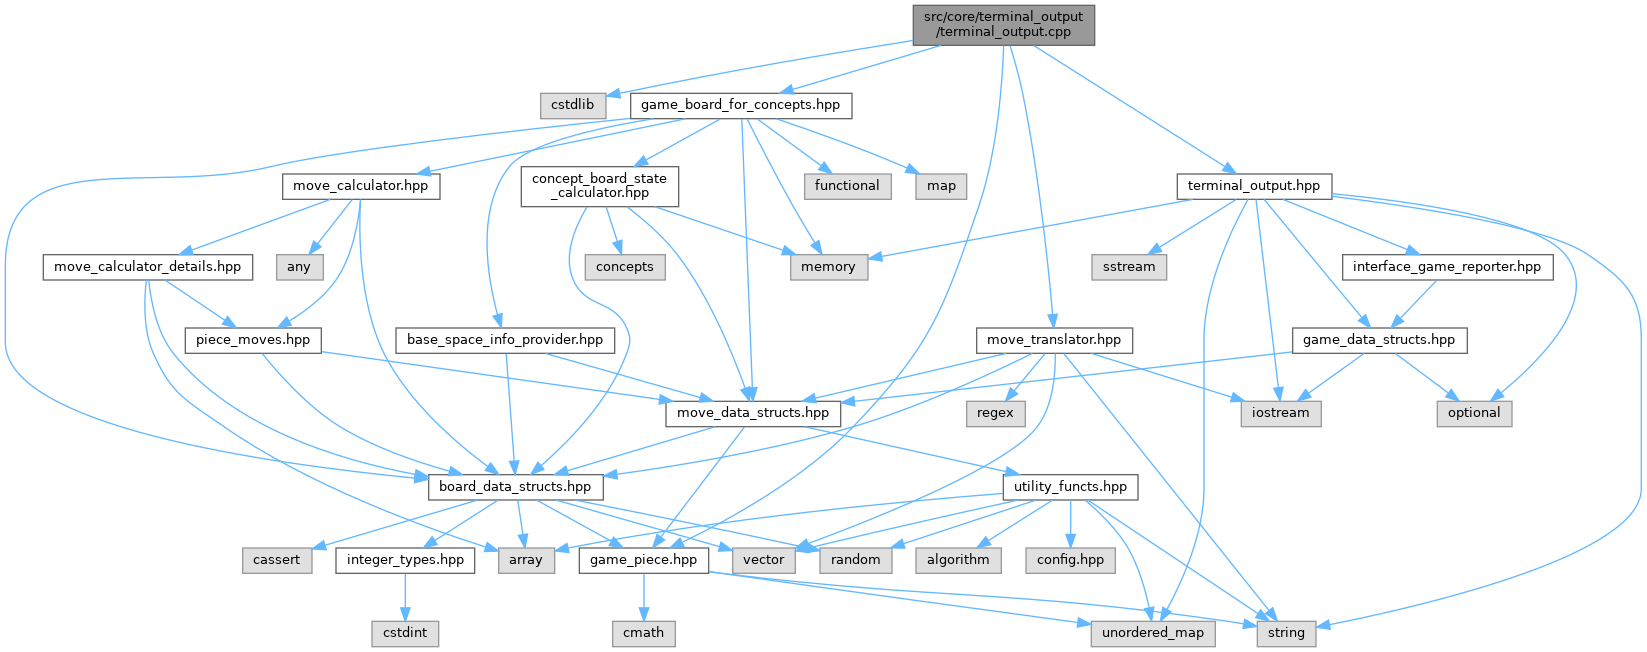 src/core/terminal_output
/terminal_output.cpp
cstdlib
game_board_for_concepts.hpp
move_calculator.hpp
concept_board_state
_calculator.hpp
functional
map
terminal_output.hpp
move_calculator_details.hpp
any
concepts
memory
sstream
interface_game_reporter.hpp
piece_moves.hpp
base_space_info_provider.hpp
move_translator.hpp
game_data_structs.hpp
move_data_structs.hpp
regex
iostream
optional
board_data_structs.hpp
utility_functs.hpp
cassert
integer_types.hpp
array
game_piece.hpp
vector
random
algorithm
config.hpp
cstdint
cmath
unordered_map
string